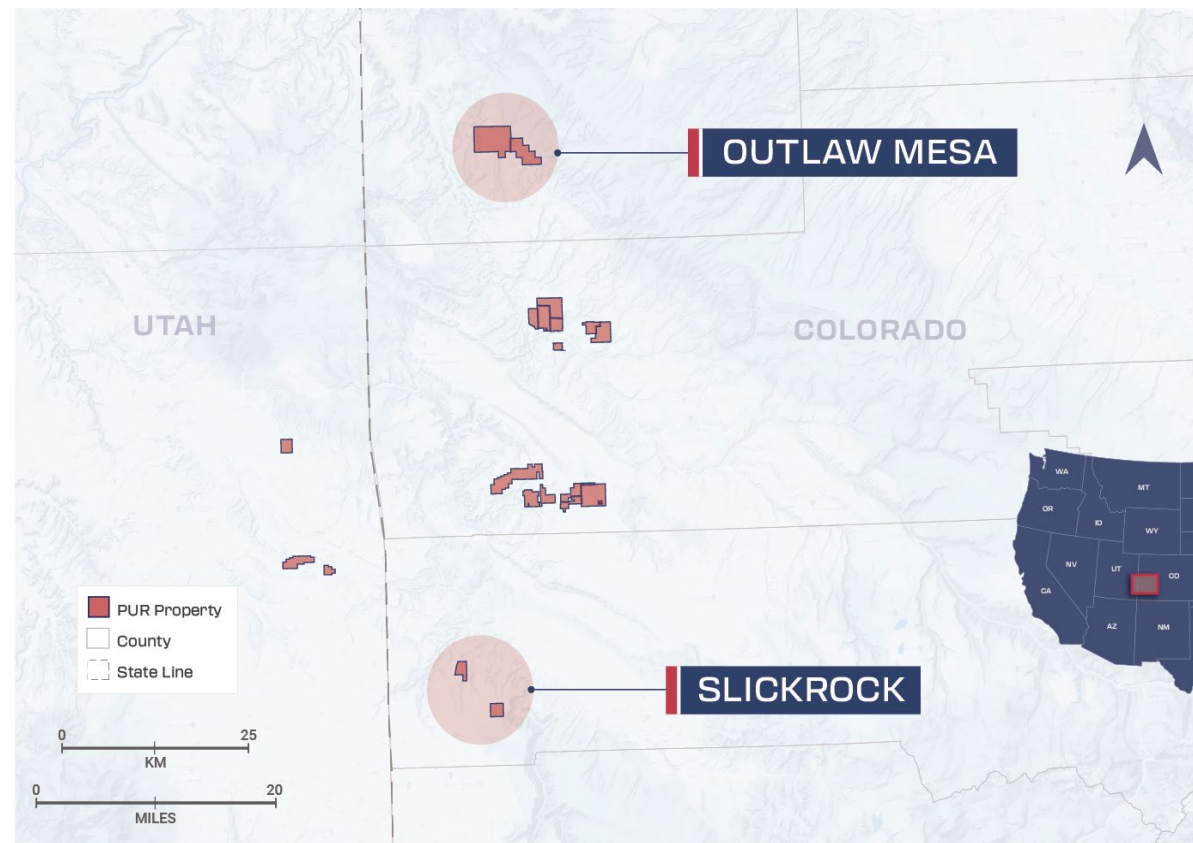 OUTLAW MESA
UTAH
COLORADO
WA
MT
OR
ID
WY
NV
UT
CO
CA
AZ
NM
PUR Property
County
State Line
SLICKROCK
0 25
KM
0 20
MILES